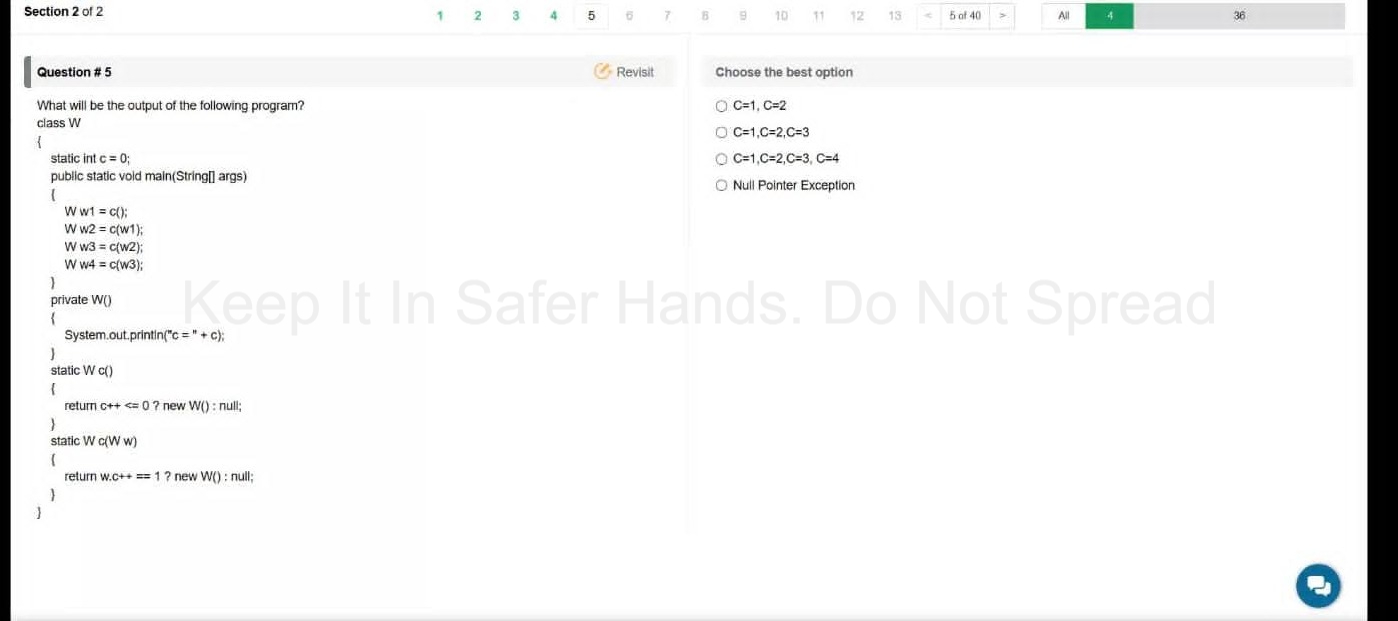 Section 2 of 2
1 2 3 4 5 6 7 8 9 10 11 12 13 < 5 of 40 > All 4 36
Question # 5
Revisit
What will be the output of the following program?
class W
{
static int c = 0;
public static void main(String[] args)
{
W w1 = c();
W w2 = c(w1);
W w3 = c(w2);
W w4 = c(w3);
}
private W()
{
System.out.println("c = " + c);
}
static W c()
{
return c++ <= 0 ? new W() : null;
}
static W c(W w)
{
return w.c++ == 1 ? new W() : null;
}
}
Choose the best option
C=1, C=2
C=1,C=2,C=3
C=1,C=2,C=3, C=4
Null Pointer Exception
Keep It In Safer Hands. Do Not Spread